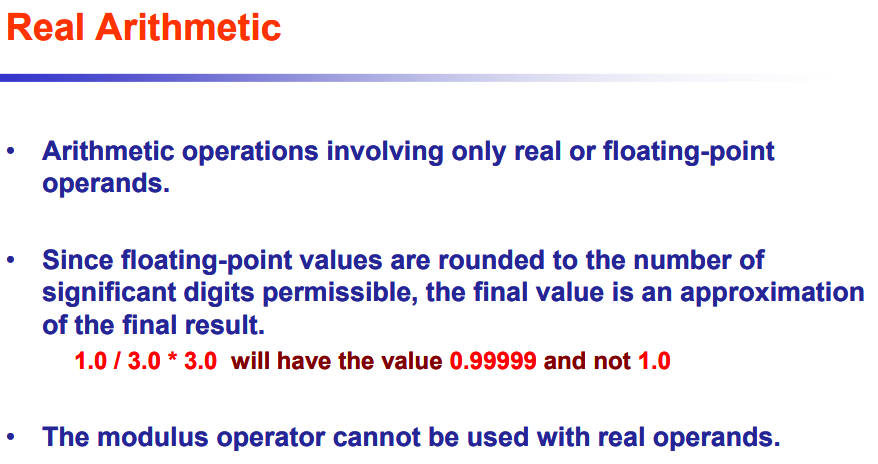 Real Arithmetic
• Arithmetic operations involving only real or floating-point
operands.
• Since floating-point values are rounded to the number of
significant digits permissible, the final value is an approximation
of the final result.
1.0 / 3.0 * 3.0 will have the value 0.99999 and not 1.0
• The modulus operator cannot be used with real operands.